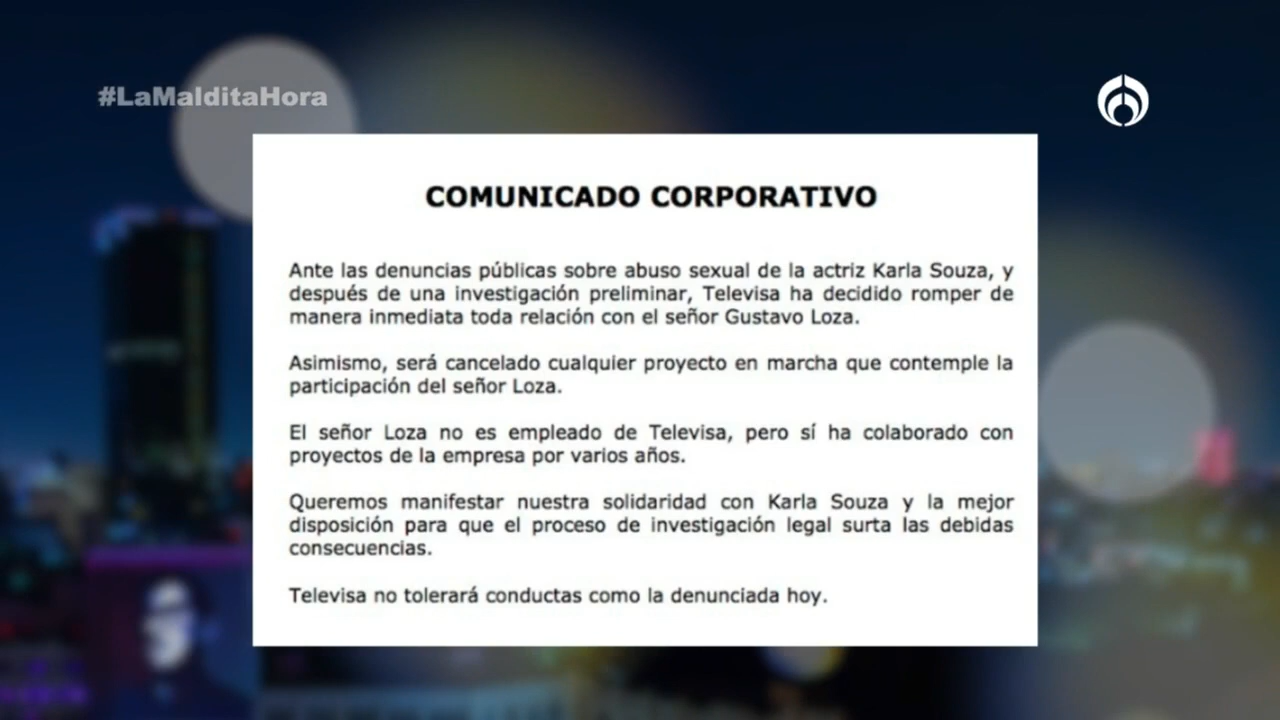 #LaMalditaHora
COMUNICADO CORPORATIVO
Ante las denuncias públicas sobre abuso sexual de la actriz Karla Souza, y
después de una investigación preliminar, Televisa ha decidido romper de
manera inmediata toda relación con el señor Gustavo Loza.
Asimismo, será cancelado cualquier proyecto en marcha que contemple la
participación del señor Loza.
El señor Loza no es empleado de Televisa, pero sí ha colaborado con
proyectos de la empresa por varios años.
Queremos manifestar nuestra solidaridad con Karla Souza y la mejor
disposición para que el proceso de investigación legal surta las debidas
consecuencias.
Televisa no tolerará conductas como la denunciada hoy.